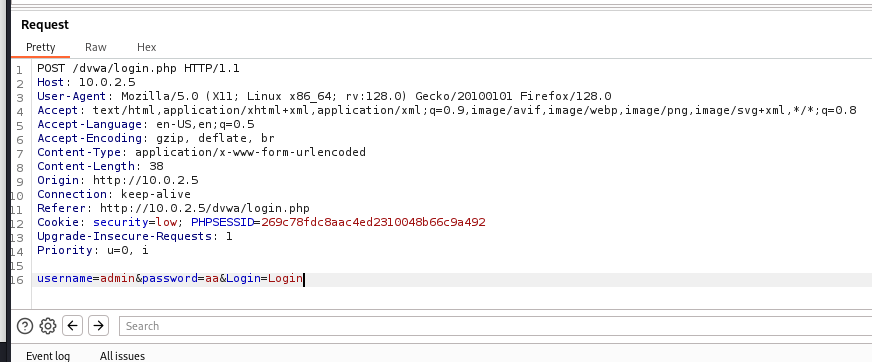 Request
Pretty Raw Hex
1 POST /dvwa/login.php HTTP/1.1
2 Host: 10.0.2.5
3 User-Agent: Mozilla/5.0 (X11; Linux x86_64; rv:128.0) Gecko/20100101 Firefox/128.0
4 Accept: text/html,application/xhtml+xml,application/xml;q=0.9,image/avif,image/webp,image/png,image/svg+xml,*/*;q=0.8
5 Accept-Language: en-US,en;q=0.5
6 Accept-Encoding: gzip, deflate, br
7 Content-Type: application/x-www-form-urlencoded
8 Content-Length: 38
9 Origin: http://10.0.2.5
10 Connection: keep-alive
11 Referer: http://10.0.2.5/dvwa/login.php
12 Cookie: security=low; PHPSESSID=269c78fdc8aac4ed2310048b66c9a492
13 Upgrade-Insecure-Requests: 1
14 Priority: u=0, i
15
16 username=admin&password=aa&Login=Login
Search
Event log All issues